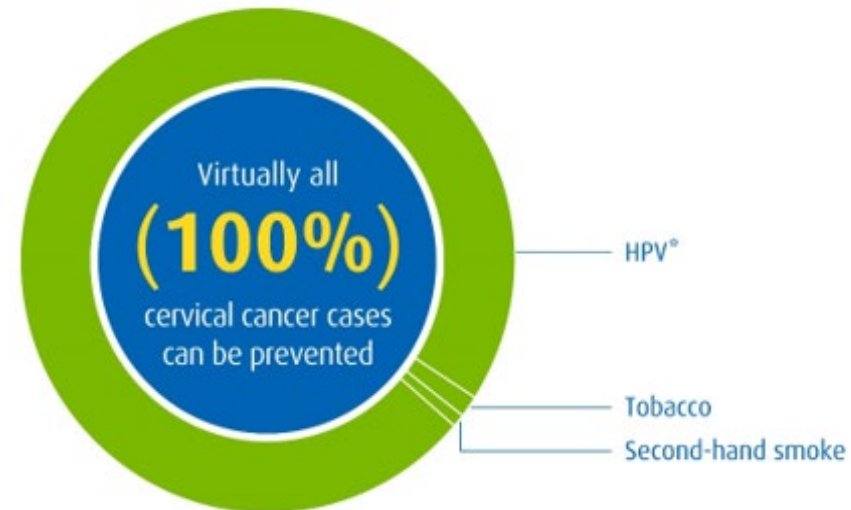 Virtually all
(100%)
cervical cancer cases
can be prevented
HPV*
Tobacco
Second-hand smoke